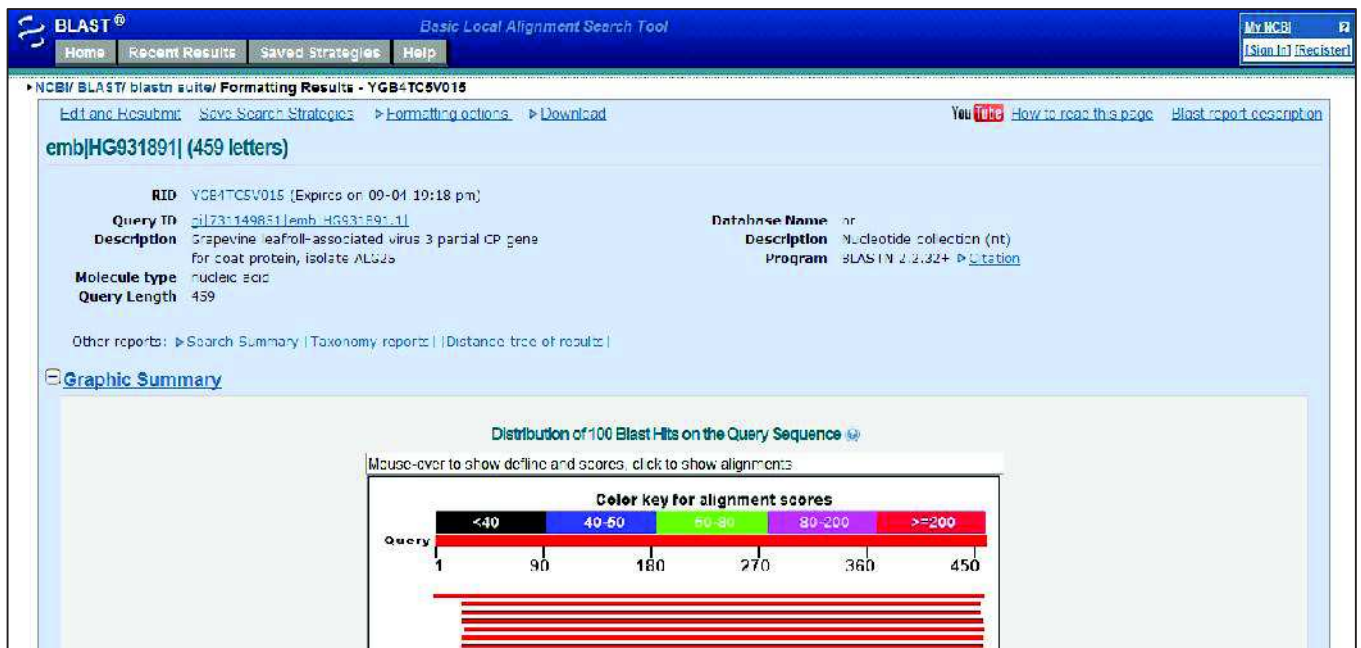 BLAST ®
Basic Local Alignment Search Tool
My NCBI
[Sign In] [Register]
Home Recent Results Saved Strategies Help
NCBI/ BLAST/ blastn suite/ Formatting Results - YGB4TC5V015
Edit and Resubmit Save Search Strategies Formatting options Download
You Tube How to read this page Blast report description
emb|HG931891| (459 letters)
RID YGB4TC5V015 (Expires on 09-04 19:18 pm)
Query ID gi|731149851|emb|HG931891.1|
Description Grapevine leafroll-associated virus 3 partial CP gene
for coat protein, isolate ALG25
Molecule type nucleic acid
Query Length 459
Database Name nr
Description Nucleotide collection (nt)
Program BLASTN 2.2.32+ Citation
Other reports: Search Summary [Taxonomy reports] [Distance tree of results]
Graphic Summary
Distribution of 100 Blast Hits on the Query Sequence
Mouse-over to show defline and scores, click to show alignments
Color key for alignment scores
<40 40-50 50-80 80-200 >=200
Query
1 90 180 270 360 450